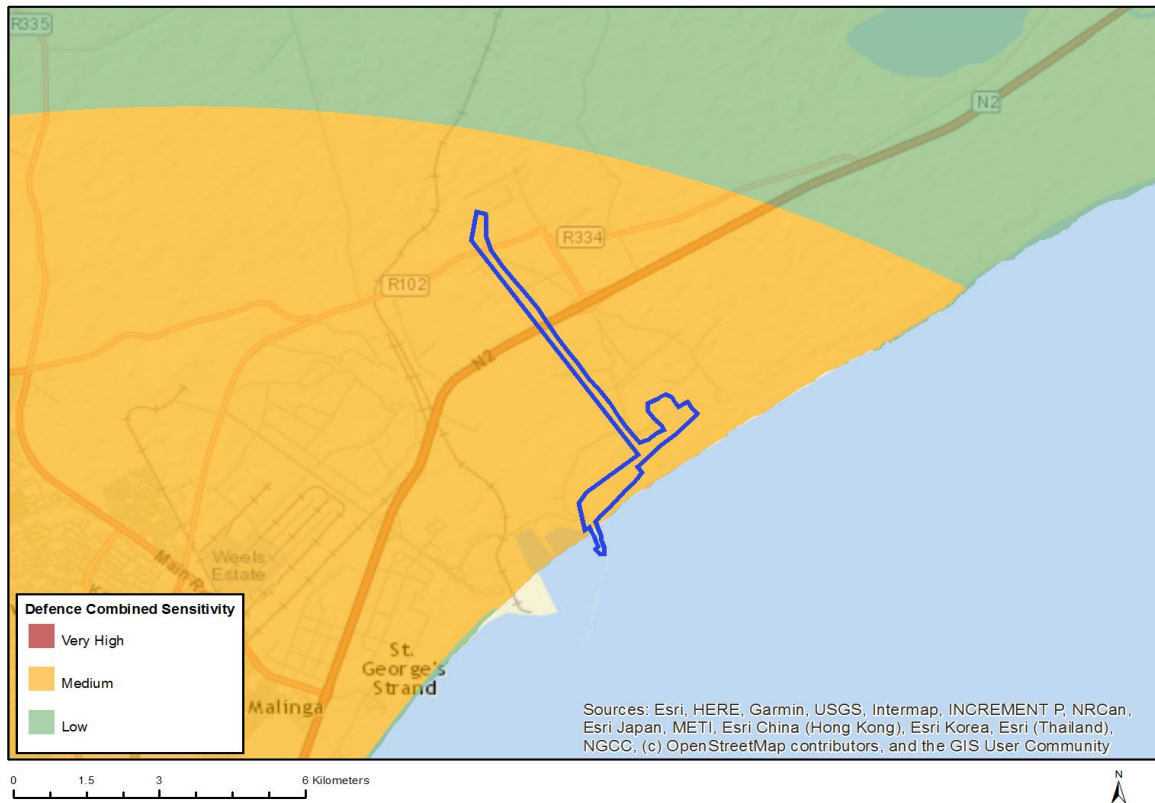 R335
N2
R334
R102
N2
Weels
Estate
Main Ro
St.
George's
Strand
Malinga
Defence Combined Sensitivity
Very High
Medium
Low
Sources: Esri, HERE, Garmin, USGS, Intermap, INCREMENT P, NRCan,
Esri Japan, METI, Esri China (Hong Kong), Esri Korea, Esri (Thailand),
NGCC, (c) OpenStreetMap contributors, and the GIS User Community
0 1.5 3 6 Kilometers
N